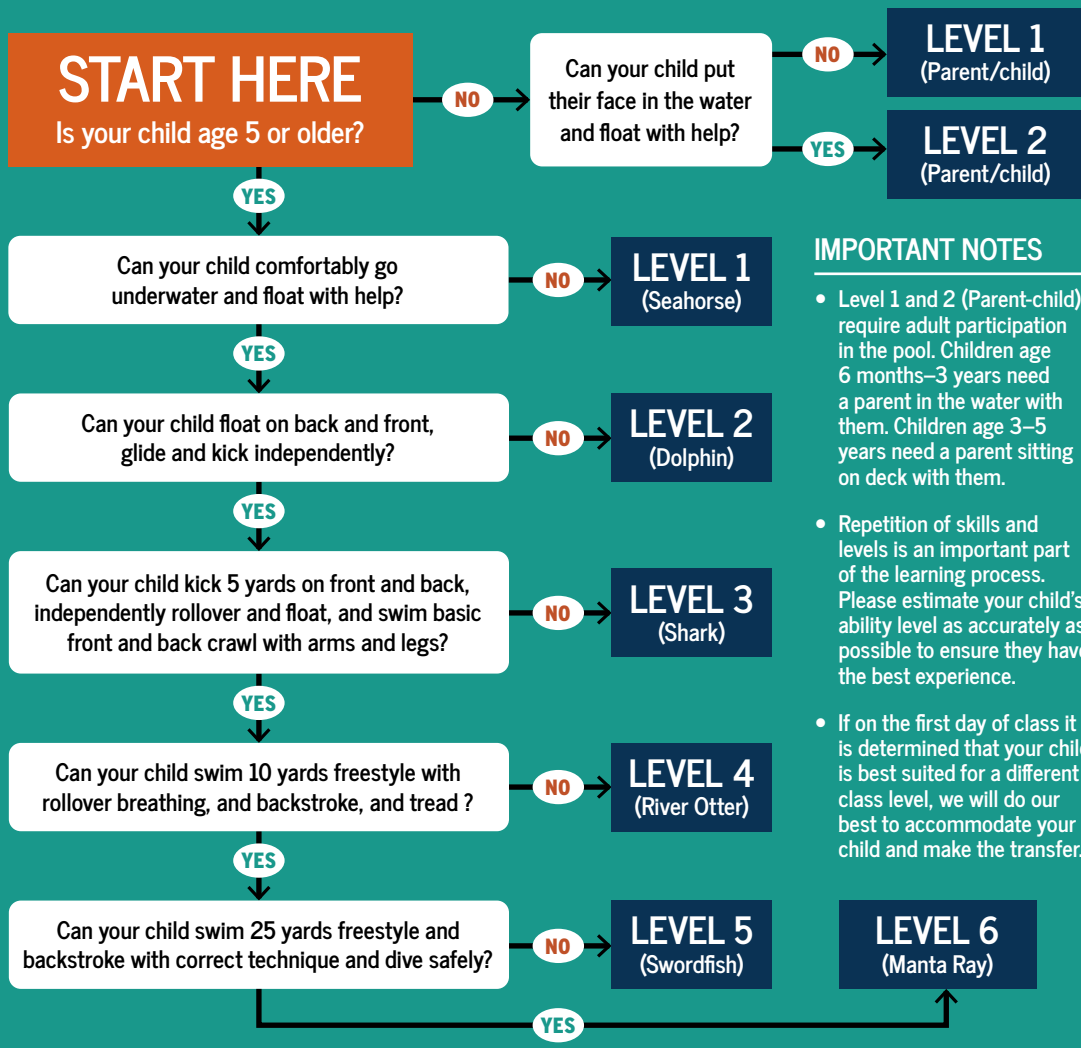 START HERE
Is your child age 5 or older?
NO
Can your child put
their face in the water
and float with help?
NO
LEVEL 1
(Parent/child)
YES
LEVEL 2
(Parent/child)
YES
Can your child comfortably go
underwater and float with help?
NO
LEVEL 1
(Seahorse)
YES
Can your child float on back and front,
glide and kick independently?
NO
LEVEL 2
(Dolphin)
YES
Can your child kick 5 yards on front and back,
independently rollover and float, and swim basic
front and back crawl with arms and legs?
NO
LEVEL 3
(Shark)
YES
Can your child swim 10 yards freestyle with
rollover breathing, and backstroke, and tread ?
NO
LEVEL 4
(River Otter)
YES
Can your child swim 25 yards freestyle and
backstroke with correct technique and dive safely?
NO
LEVEL 5
(Swordfish)
YES
LEVEL 6
(Manta Ray)
IMPORTANT NOTES
• Level 1 and 2 (Parent-child)
require adult participation
in the pool. Children age
6 months–3 years need
a parent in the water with
them. Children age 3–5
years need a parent sitting
on deck with them.
• Repetition of skills and
levels is an important part
of the learning process.
Please estimate your child's
ability level as accurately as
possible to ensure they have
the best experience.
• If on the first day of class it
is determined that your child
is best suited for a different
class level, we will do our
best to accommodate your
child and make the transfer.